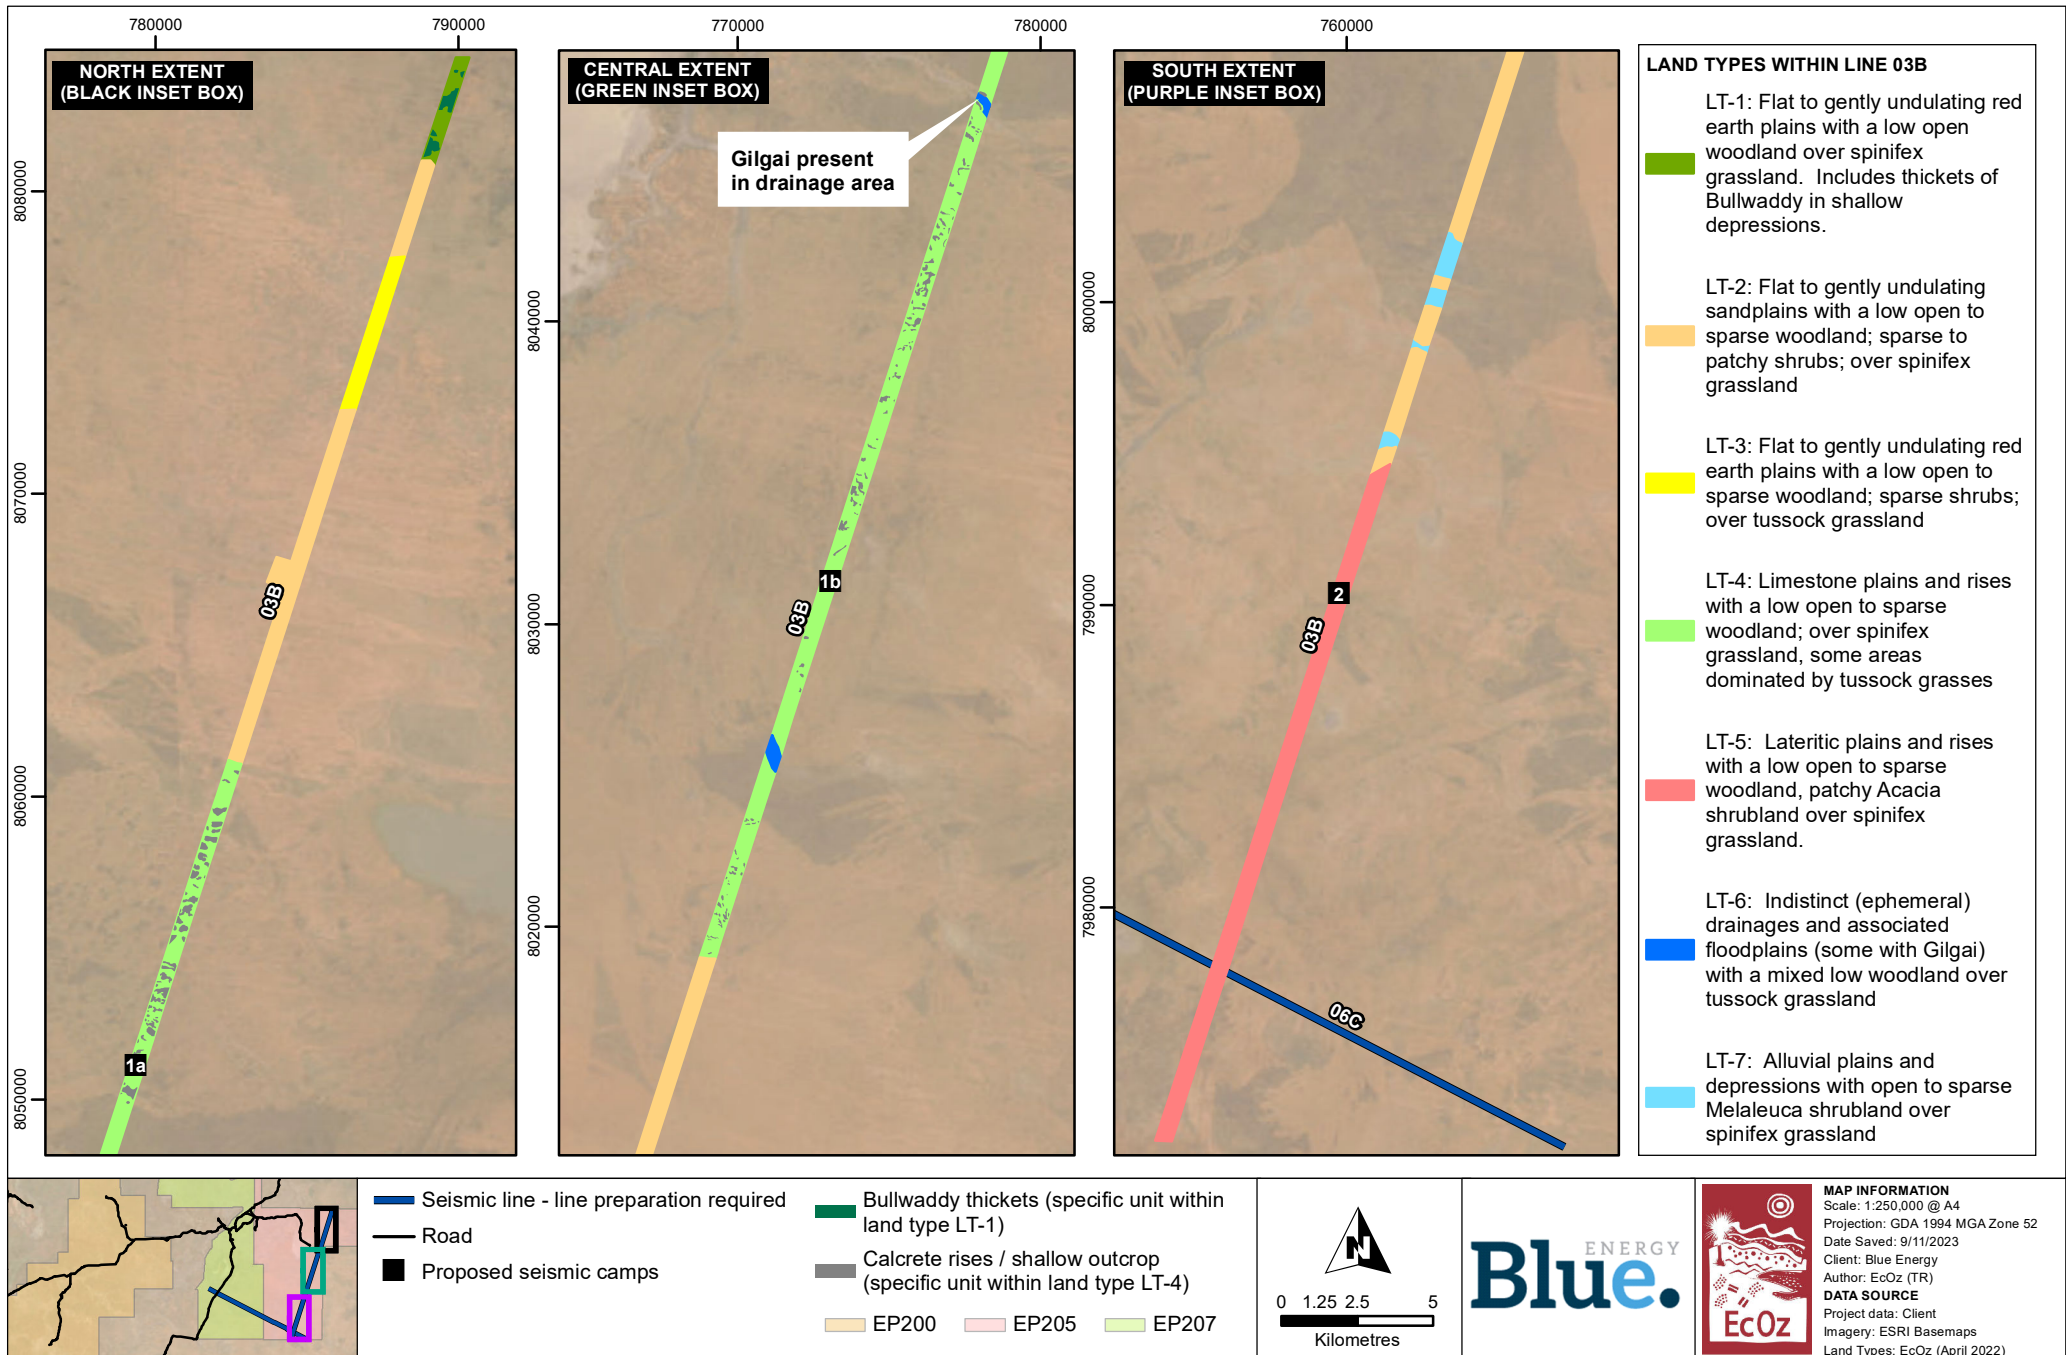 780000
790000
770000
780000
760000
NORTH EXTENT
(BLACK INSET BOX)
8080000
8070000
8060000
8050000
03B
1a
CENTRAL EXTENT
(GREEN INSET BOX)
Gilgai present
in drainage area
8040000
8030000
8020000
03B
1b
SOUTH EXTENT
(PURPLE INSET BOX)
8000000
7990000
7980000
2
03B
06C
LAND TYPES WITHIN LINE 03B
LT-1: Flat to gently undulating red
earth plains with a low open
woodland over spinifex
grassland. Includes thickets of
Bullwaddy in shallow
depressions.
LT-2: Flat to gently undulating
sandplains with a low open to
sparse woodland; sparse to
patchy shrubs; over spinifex
grassland
LT-3: Flat to gently undulating red
earth plains with a low open to
sparse woodland; sparse shrubs;
over tussock grassland
LT-4: Limestone plains and rises
with a low open to sparse
woodland; over spinifex
grassland, some areas
dominated by tussock grasses
LT-5: Lateritic plains and rises
with a low open to sparse
woodland, patchy Acacia
shrubland over spinifex
grassland.
LT-6: Indistinct (ephemeral)
drainages and associated
floodplains (some with Gilgai)
with a mixed low woodland over
tussock grassland
LT-7: Alluvial plains and
depressions with open to sparse
Melaleuca shrubland over
spinifex grassland
Seismic line - line preparation required
Road
Proposed seismic camps
Bullwaddy thickets (specific unit within
land type LT-1)
Calcrete rises / shallow outcrop
(specific unit within land type LT-4)
EP200 EP205 EP207
N
0 1.25 2.5 5
Kilometres
Blue.
ENERGY
EcOz
MAP INFORMATION
Scale: 1:250,000 @ A4
Projection: GDA 1994 MGA Zone 52
Date Saved: 9/11/2023
Client: Blue Energy
Author: EcOz (TR)
DATA SOURCE
Project data: Client
Imagery: ESRI Basemaps
Land Types: EcOz (April 2022)